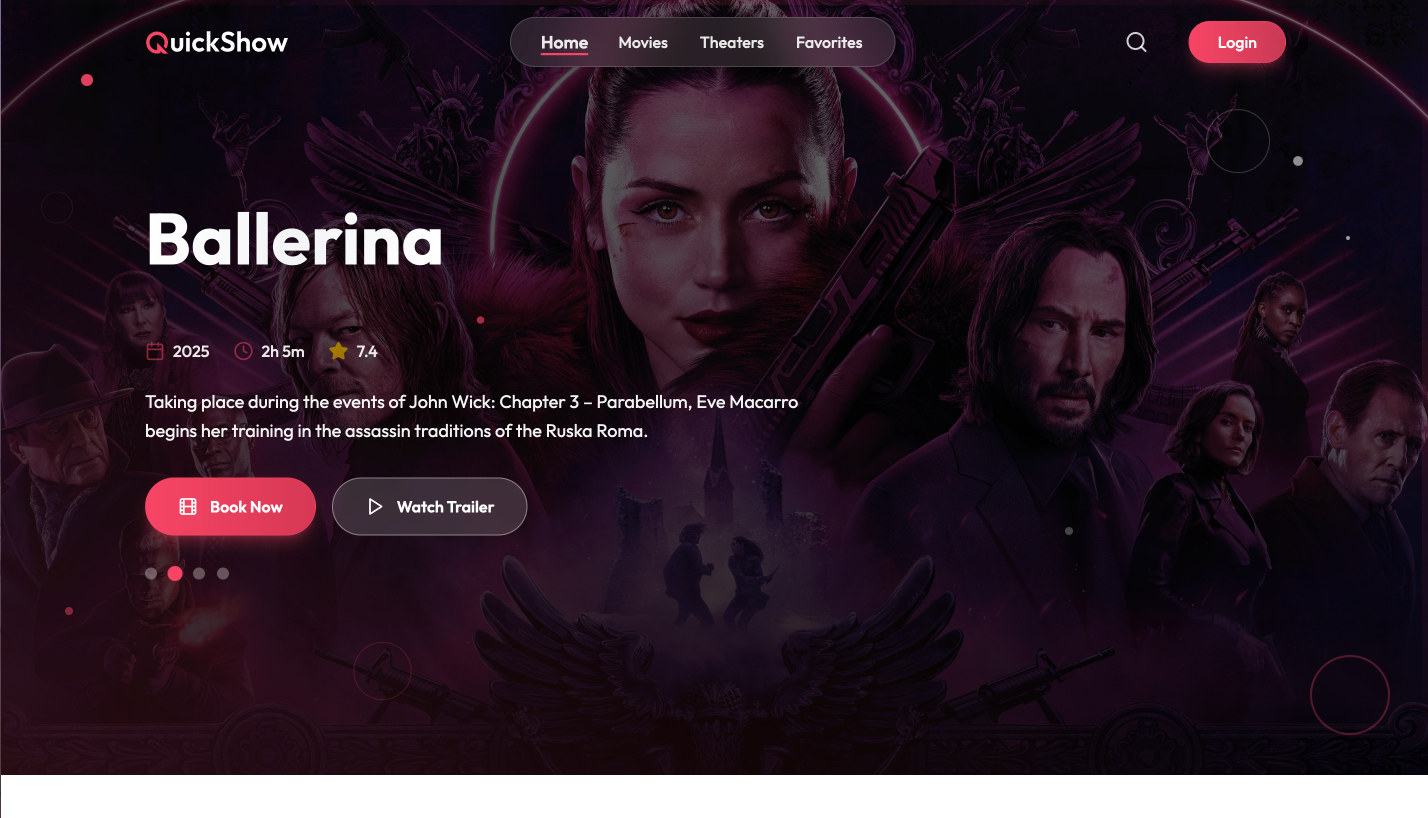 QuickShow
Home Movies Theaters Favorites
Login
Ballerina
2025 2h 5m 7.4
Taking place during the events of John Wick: Chapter 3 – Parabellum, Eve Macarro
begins her training in the assassin traditions of the Ruska Roma.
Book Now Watch Trailer